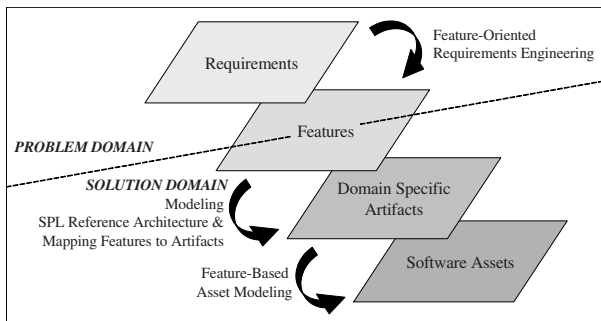 Feature-Oriented
Requirements Engineering
Requirements
Features
PROBLEM DOMAIN
SOLUTION DOMAIN
Modeling
SPL Reference Architecture &
Mapping Features to Artifacts
Domain Specific
Artifacts
Feature-Based
Asset Modeling
Software Assets